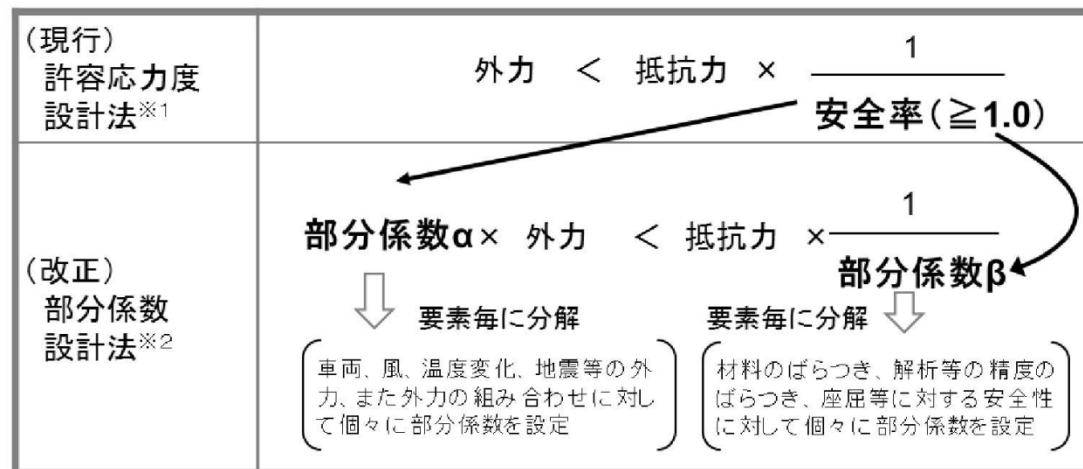 (現行)
許容応力度
設計法※1
外力 < 抵抗力 × 1
安全率(≧1.0)
(改正)
部分係数
設計法※2
部分係数α× 外力 < 抵抗力 × 1
部分係数β
要素毎に分解
車両、風、温度変化、地震等の外
力、また外力の組み合わせに対し
て個々に部分係数を設定
要素毎に分解
材料のばらつき、解析等の精度の
ばらつき、座屈等に対する安全性
に対して個々に部分係数を設定